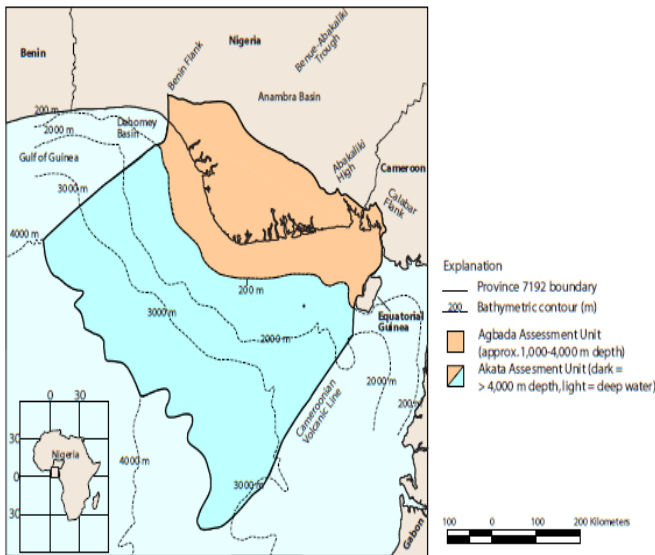 Benin
Nigeria
Benue-Abakaliki
Trough
Benin Flank
Anambra Basin
200 m
2000 m
Dahomey
Basin
Gulf of Guinea
3000 m
4000 m
Abakaliki
High
Cameroon
Calabar
Flank
200 m
3000 m
2000 m
Equatorial
Guinea
2000 m
200 m
Cameroonian
Volcanic Line
4000 m
3000 m
Gabon
0 30
30
0
30
Nigeria
Explanation
Province 7192 boundary
200 Bathymetric contour (m)
Agbada Assessment Unit
(approx. 1,000-4,000 m depth)
Akata Assesment Unit (dark =
> 4,000 m depth, light = deep water)
100 0 100 200 Kilometers